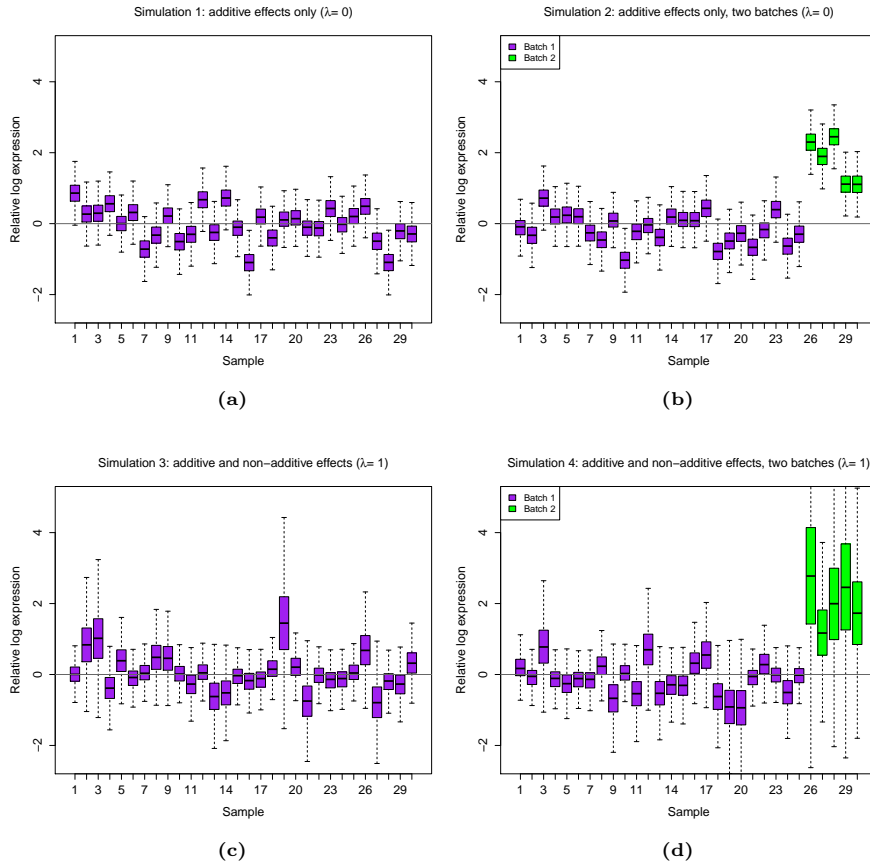 Simulation 1: additive effects only (λ= 0)
Relative log expression
4
2
0
−2
1 3 5 7 9 11 14 17 20 23 26 29
Sample
(a)
Simulation 2: additive effects only, two batches (λ= 0)
Batch 1
Batch 2
Relative log expression
4
2
0
−2
1 3 5 7 9 11 14 17 20 23 26 29
Sample
(b)
Simulation 3: additive and non−additive effects (λ= 1)
Relative log expression
4
2
0
−2
1 3 5 7 9 11 14 17 20 23 26 29
Sample
(c)
Simulation 4: additive and non−additive effects, two batches (λ= 1)
Batch 1
Batch 2
Relative log expression
4
2
0
−2
1 3 5 7 9 11 14 17 20 23 26 29
Sample
(d)